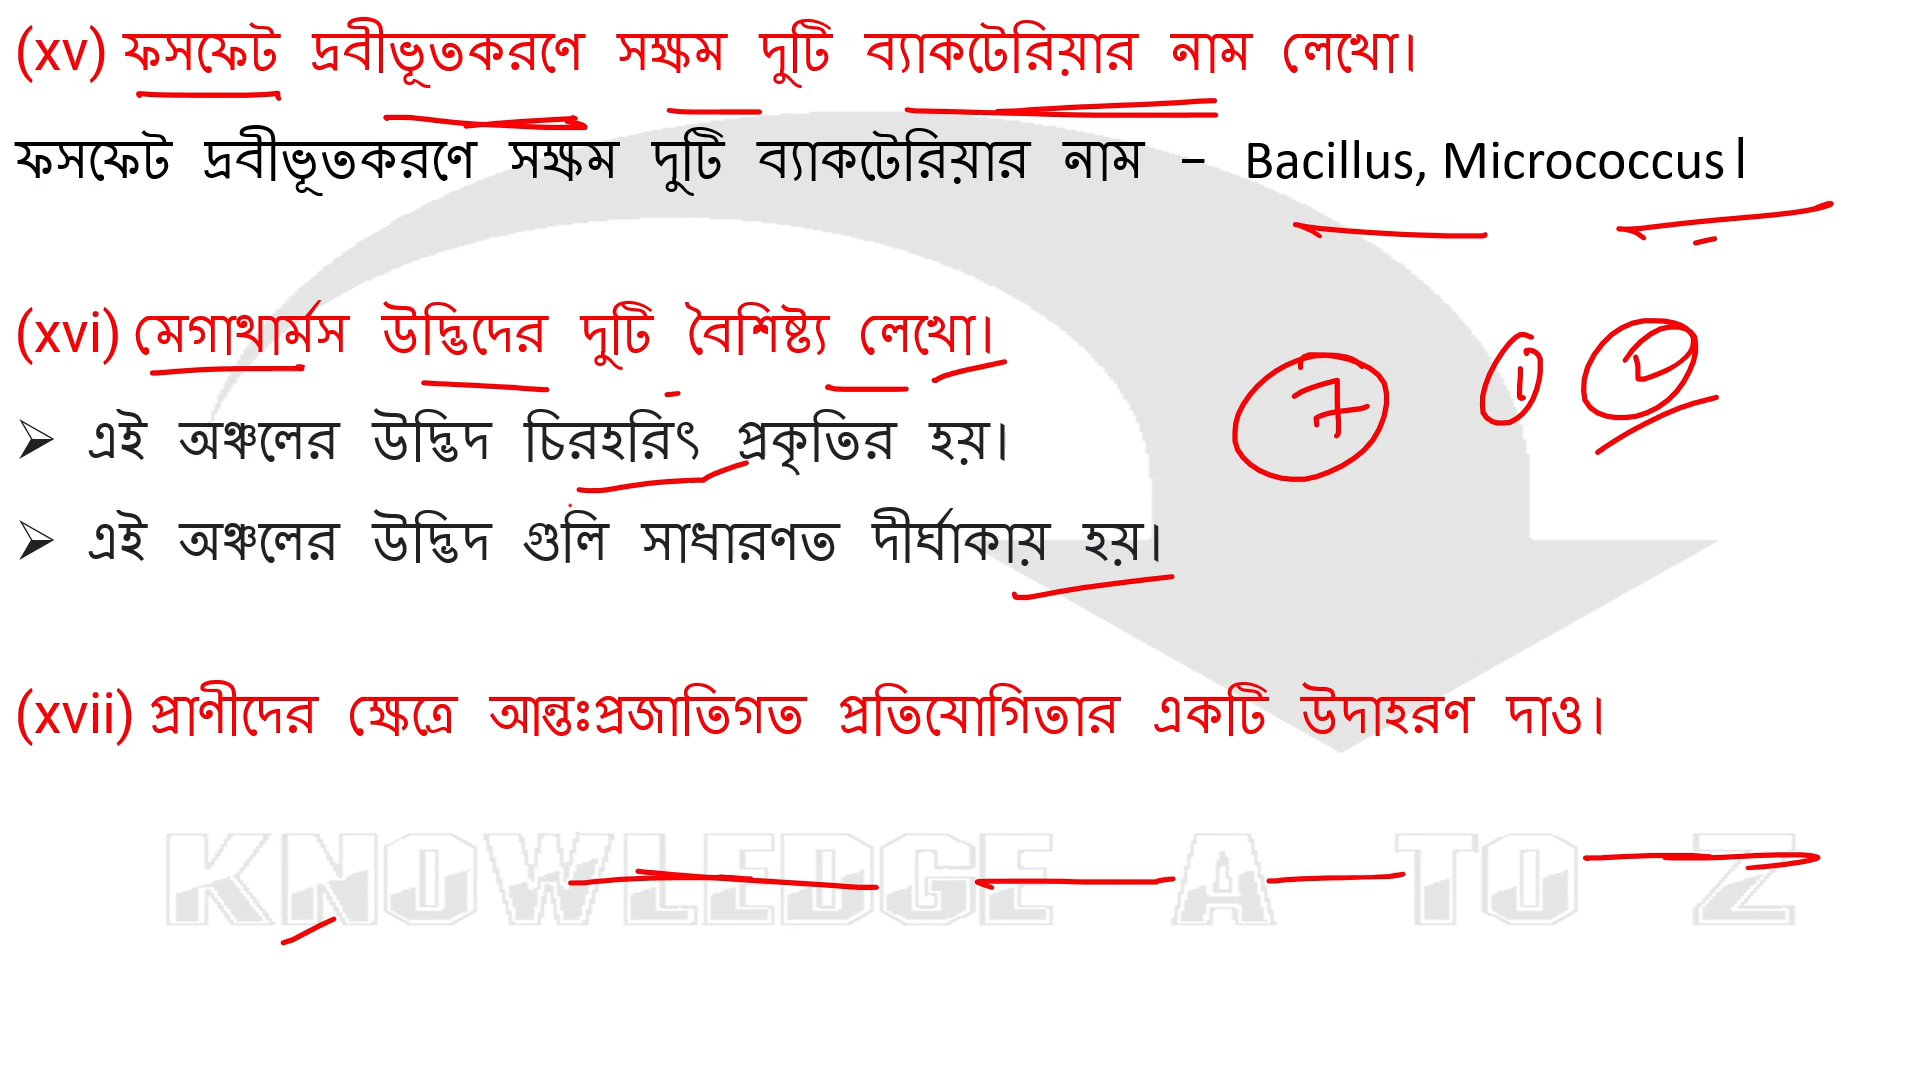 (xv) ফসফেট দ্রবীভূতকরণে সক্ষম দুটি ব্যাকটেরিয়ার নাম লেখো।
ফসফেট দ্রবীভূতকরণে সক্ষম দুটি ব্যাকটেরিয়ার নাম – Bacillus, Micrococcus।
(xvi) মেগাথার্মস উদ্ভিদের দুটি বৈশিষ্ট্য লেখো।
➢ এই অঞ্চলের উদ্ভিদ চিরহরিৎ প্রকৃতির হয়।
➢ এই অঞ্চলের উদ্ভিদ গুলি সাধারণত দীর্ঘাকায় হয়।
(xvii) প্রাণীদের ক্ষেত্রে আন্তঃপ্রজাতিগত প্রতিযোগিতার একটি উদাহরণ দাও।
KNOWLEDGE A TO Z